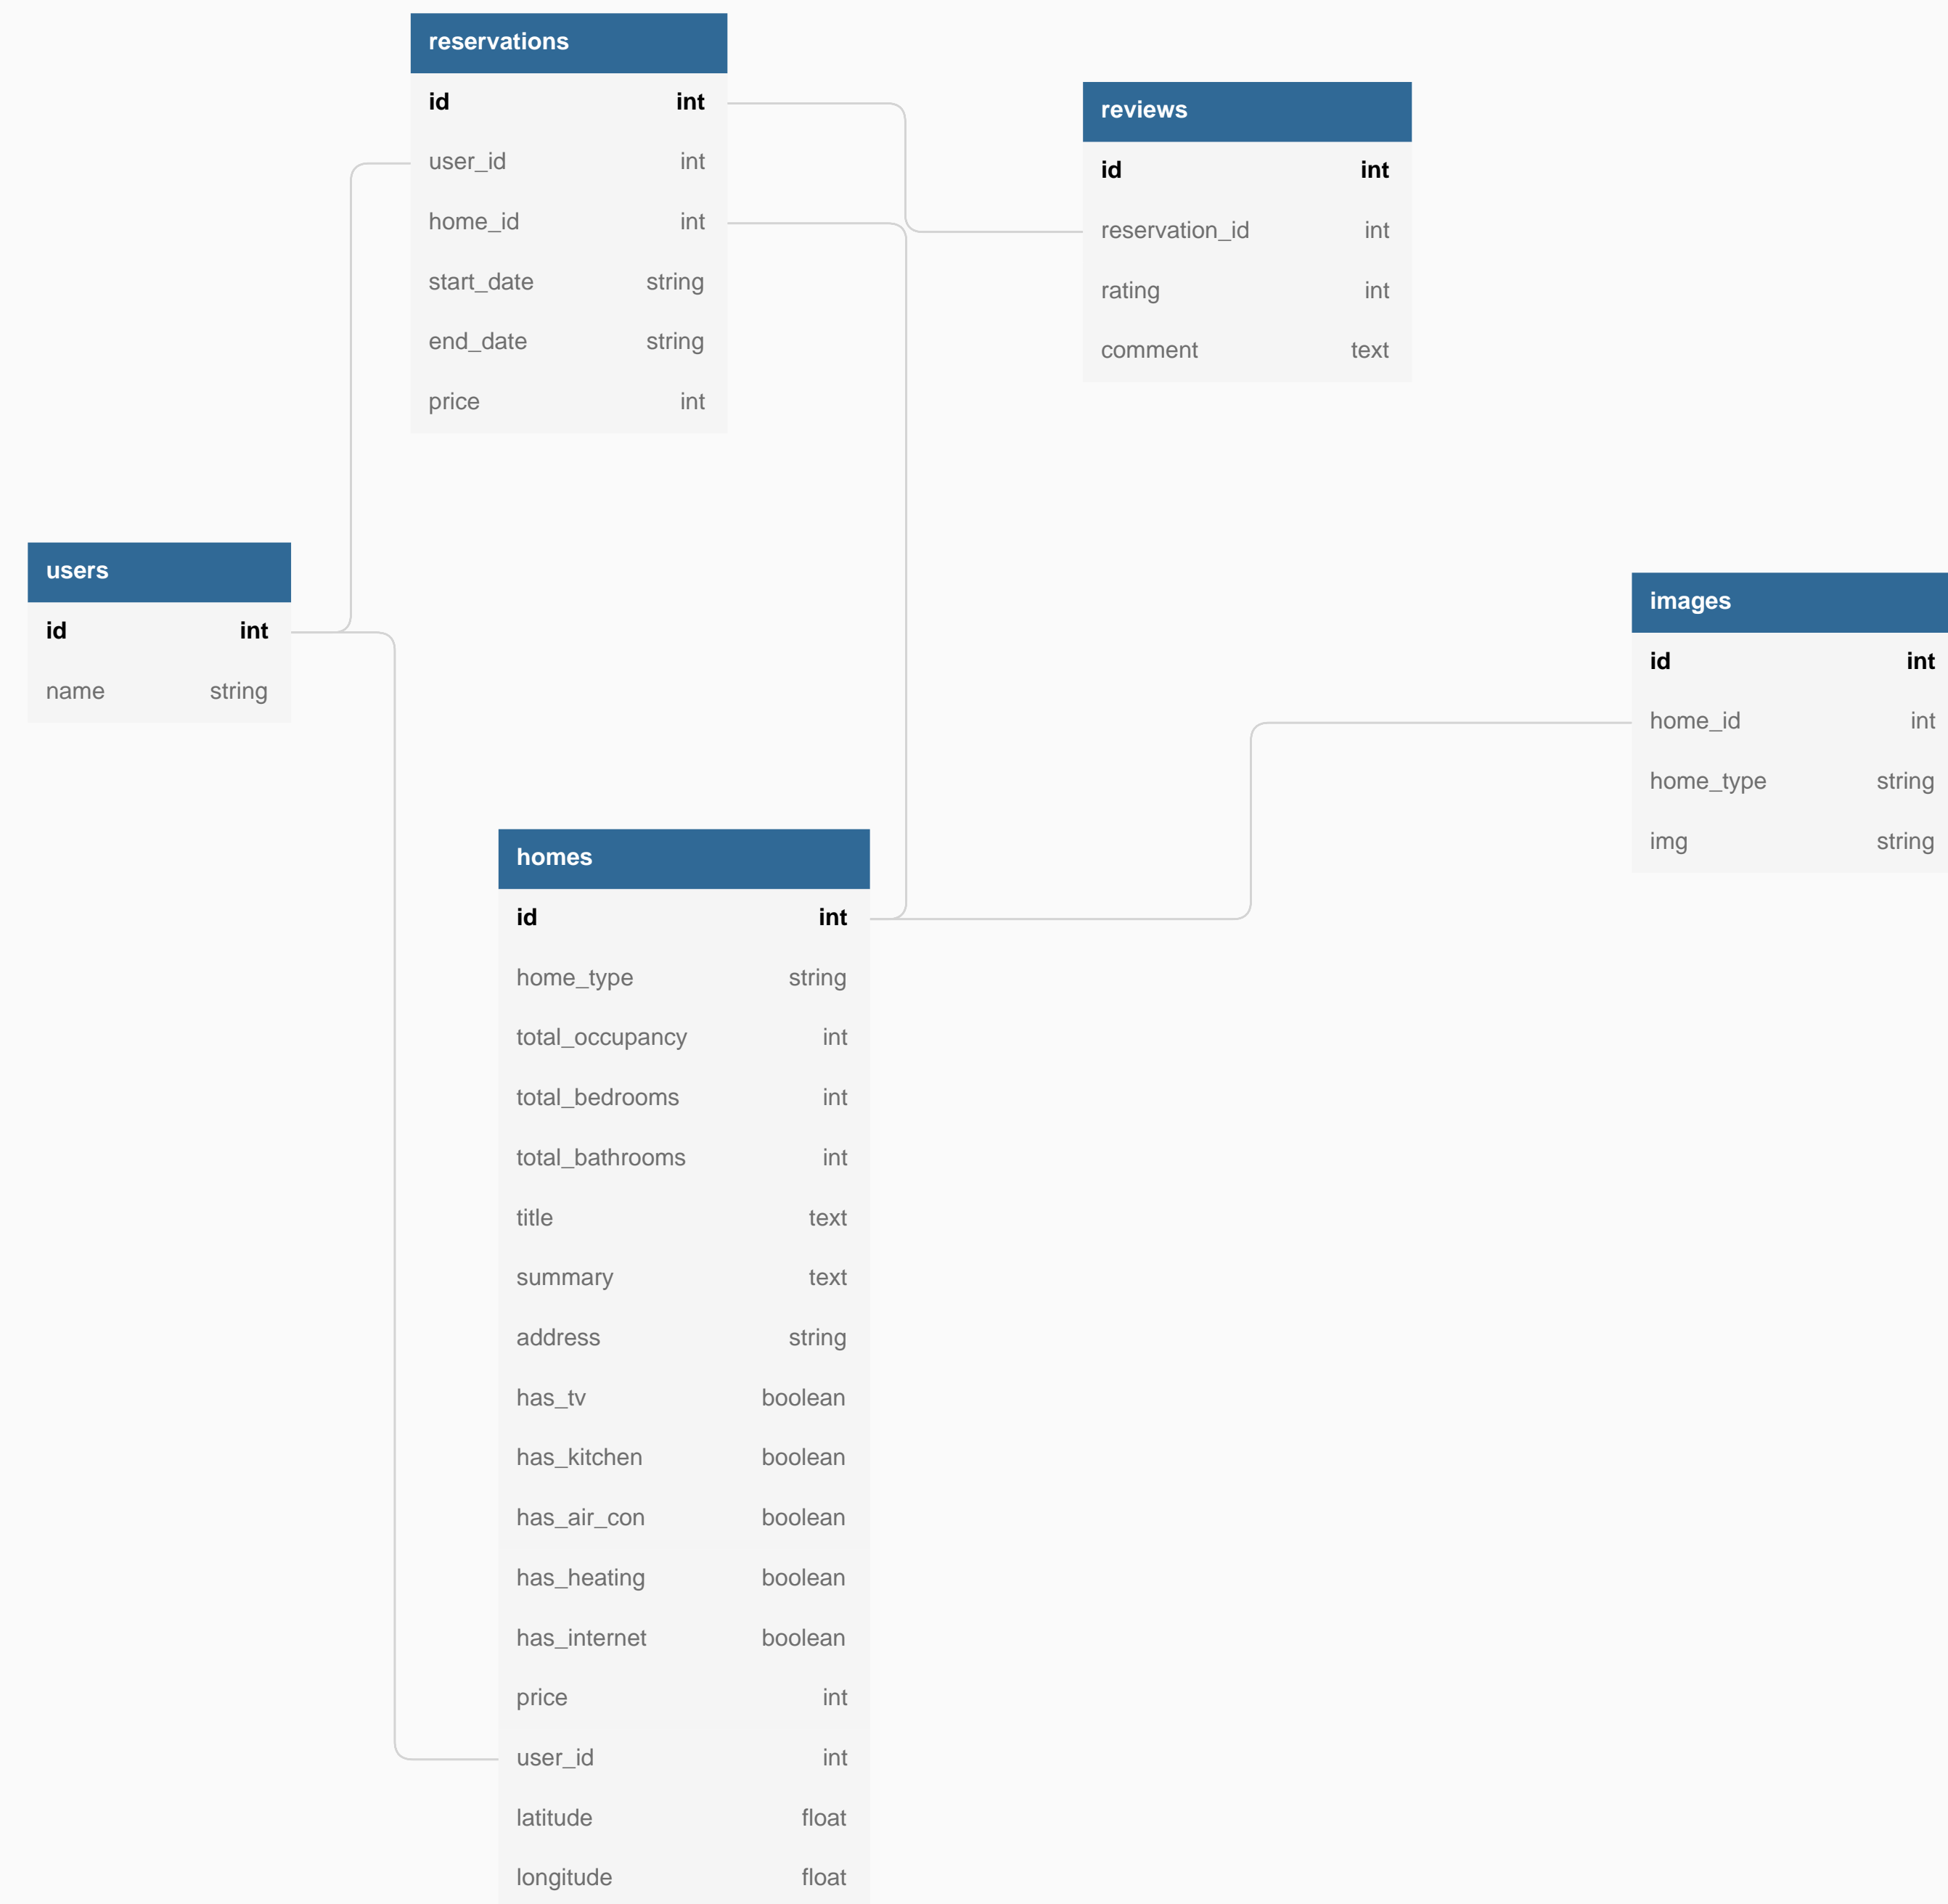 reservations
id int
user_id int
home_id int
start_date string
end_date string
price int
reviews
id int
reservation_id int
rating int
comment text
users
id int
name string
images
id int
home_id int
home_type string
img string
homes
id int
home_type string
total_occupancy int
total_bedrooms int
total_bathrooms int
title text
summary text
address string
has_tv boolean
has_kitchen boolean
has_air_con boolean
has_heating boolean
has_internet boolean
price int
user_id int
latitude float
longitude float